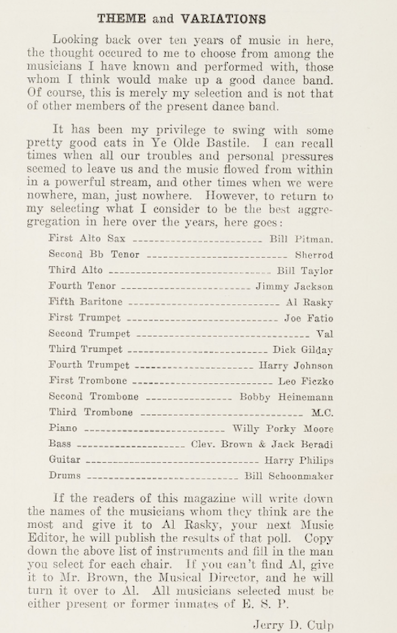 THEME and VARIATIONS
Looking back over ten years of music in here,
the thought occured to me to choose from among the
musicians I have known and performed with, those
whom I think would make up a good dance band.
Of course, this is merely my selection and is not that
of other members of the present dance band.
It has been my privilege to swing with some
pretty good cats in Ye Olde Bastile. I can recall
times when all our troubles and personal pressures
seemed to leave us and the music flowed from within
in a powerful stream, and other times when we were
nowhere, man, just nowhere. However, to return to
my selecting what I consider to be the best aggre-
gregation in here over the years, here goes:
First Alto Sax ---------------------- Bill Pitman.
Second Bb Tenor ---------------------- Sherrod
Third Alto ---------------------- Bill Taylor
Fourth Tenor ---------------------- Jimmy Jackson
Fifth Baritone ---------------------- Al Rasky
First Trumpet ---------------------- Joe Fatio
Second Trumpet ---------------------- Val
Third Trumpet ---------------------- Dick Gilday
Fourth Trumpet ---------------------- Harry Johnson
First Trombone ---------------------- Leo Ficzko
Second Trombone ---------------------- Bobby Heinemann
Third Trombone ---------------------- M.C.
Piano ---------------------- Willy Porky Moore
Bass ---------------------- Clev. Brown & Jack Beradi
Guitar ---------------------- Harry Philips
Drums ---------------------- Bill Schoonmaker
If the readers of this magazine will write down
the names of the musicians whom they think are the
most and give it to Al Rasky, your next Music
Editor, he will publish the results of that poll. Copy
down the above list of instruments and fill in the man
you select for each chair. If you can't find Al, give
it to Mr. Brown, the Musical Director, and he will
turn it over to Al. All musicians selected must be
either present or former inmates of E. S. P.
Jerry D. Culp